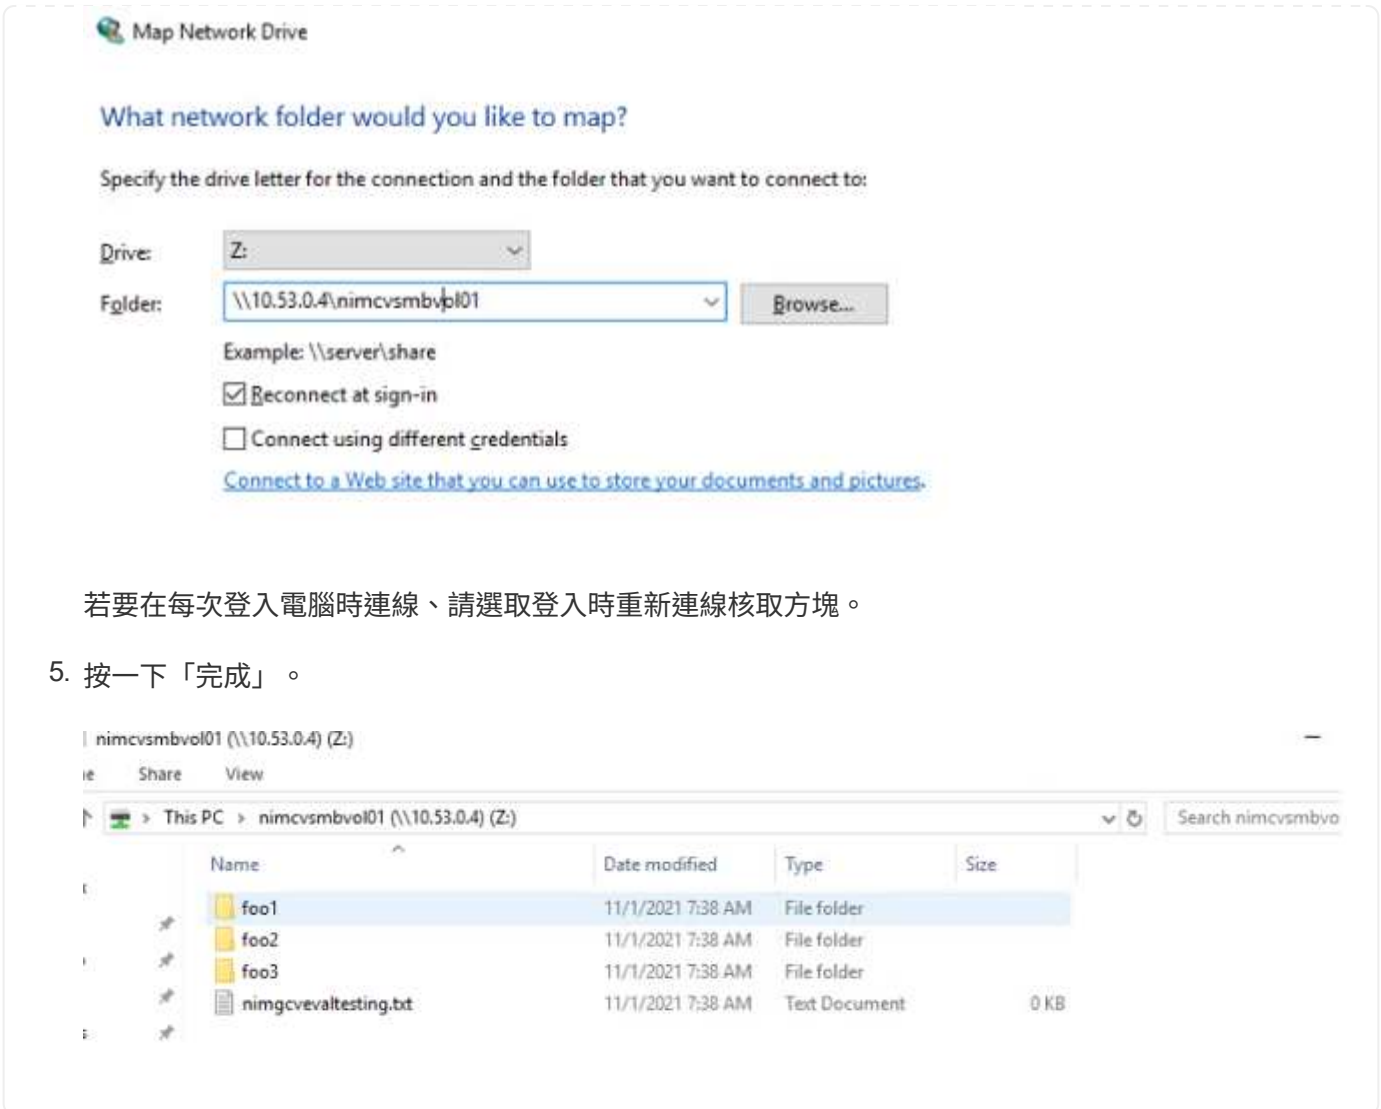 Map Network Drive
What network folder would you like to map?
Specify the drive letter for the connection and the folder that you want to connect to:
Drive: Z:
Folder: \\10.53.0.4\nimcvsmbvol01 Browse...
Example: \\server\share
Reconnect at sign-in
Connect using different credentials
Connect to a Web site that you can use to store your documents and pictures.
若要在每次登入電腦時連線、請選取登入時重新連線核取方塊。
5. 按一下「完成」。
nimcvsmbvol01 (\\10.53.0.4) (Z:)
Share View
This PC > nimcvsmbvol01 (\\10.53.0.4) (Z:) Search nimcvsmbvo
Name Date modified Type Size
foo1 11/1/2021 7:38 AM File folder
foo2 11/1/2021 7:38 AM File folder
foo3 11/1/2021 7:38 AM File folder
nimgcvevaltesting.txt 11/1/2021 7:38 AM Text Document 0 KB